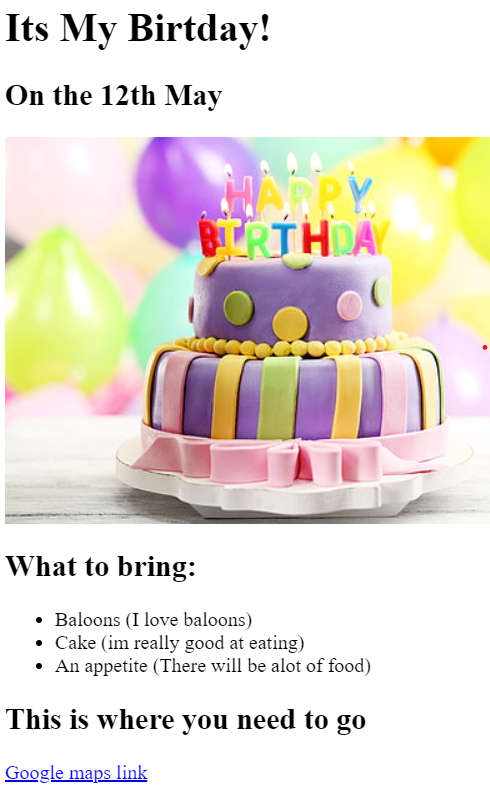 Its My Birtday!
On the 12th May
HAPPY
BIRTHDAY
What to bring:
Baloons (I love baloons)
Cake (im really good at eating)
An appetite (There will be alot of food)
This is where you need to go
Google maps link